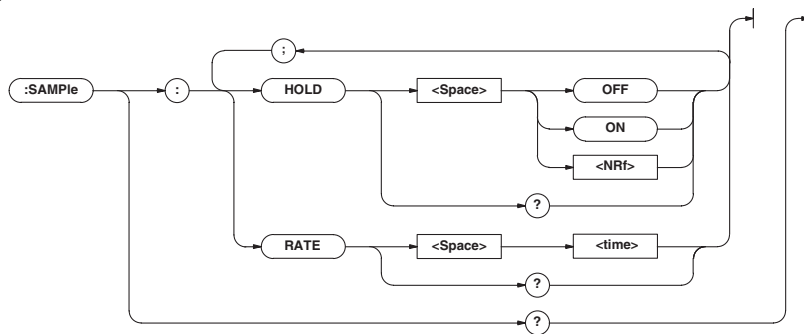 ;
:SAMPle : HOLD <Space> OFF
ON
<NRf>
?
RATE <Space> <time>
?
?